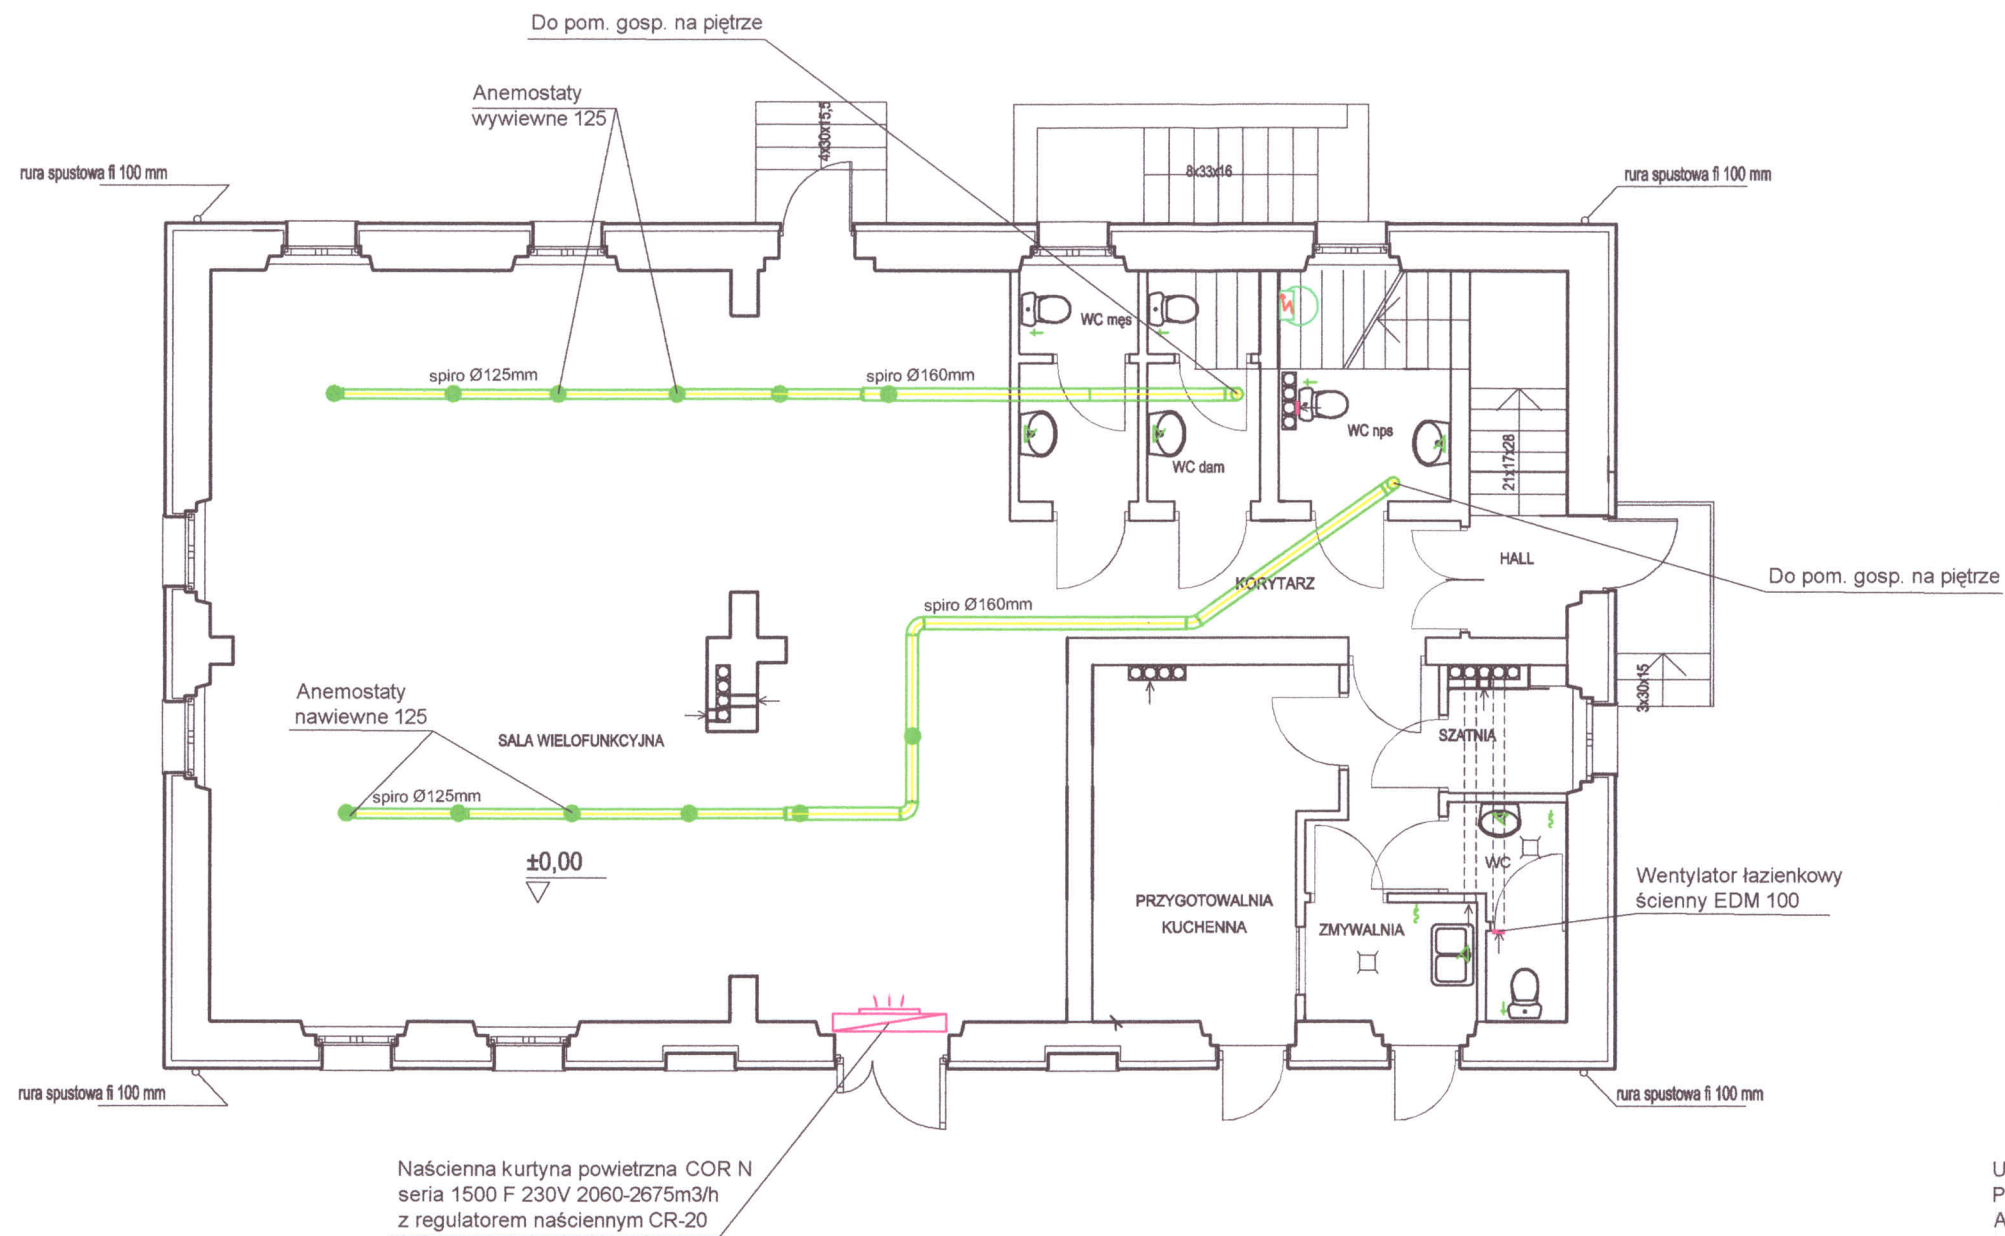 Do pom. gosp. na piętrze
Anemostaty
wywiewne 125
4x30x15,5
8x33x16
rura spustowa fi 100 mm
rura spustowa fi 100 mm
WC męs
spiro Ø125mm
spiro Ø160mm
WC nps
WC dam
21x17x28
HALL
KORYTARZ
Do pom. gosp. na piętrze
spiro Ø160mm
3x30x15
Anemostaty
nawiewne 125
SALA WIELOFUNKCYJNA
SZATNIA
spiro Ø125mm
±0,00
WC
Wentylator łazienkowy
ścienny EDM 100
PRZYGOTOWALNIA
KUCHENNA
ZMYWALNIA
rura spustowa fi 100 mm
rura spustowa fi 100 mm
Naścienna kurtyna powietrzna COR N
seria 1500 F 230V 2060-2675m3/h
z regulatorem naściennym CR-20
U
P
A